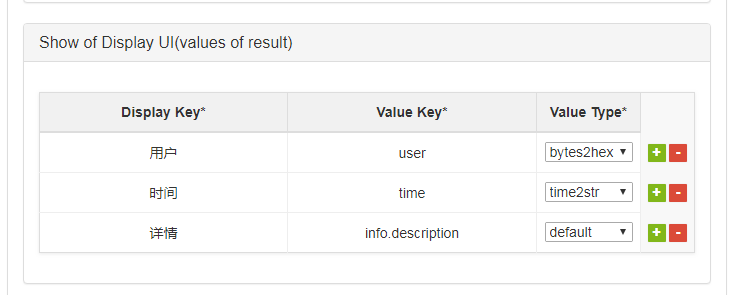 Show of Display UI(values of result)
Display Key* Value Key* Value Type*
用户 user bytes2hex ▼ + -
时间 time time2str ▼ + -
详情 info.description default ▼ + -